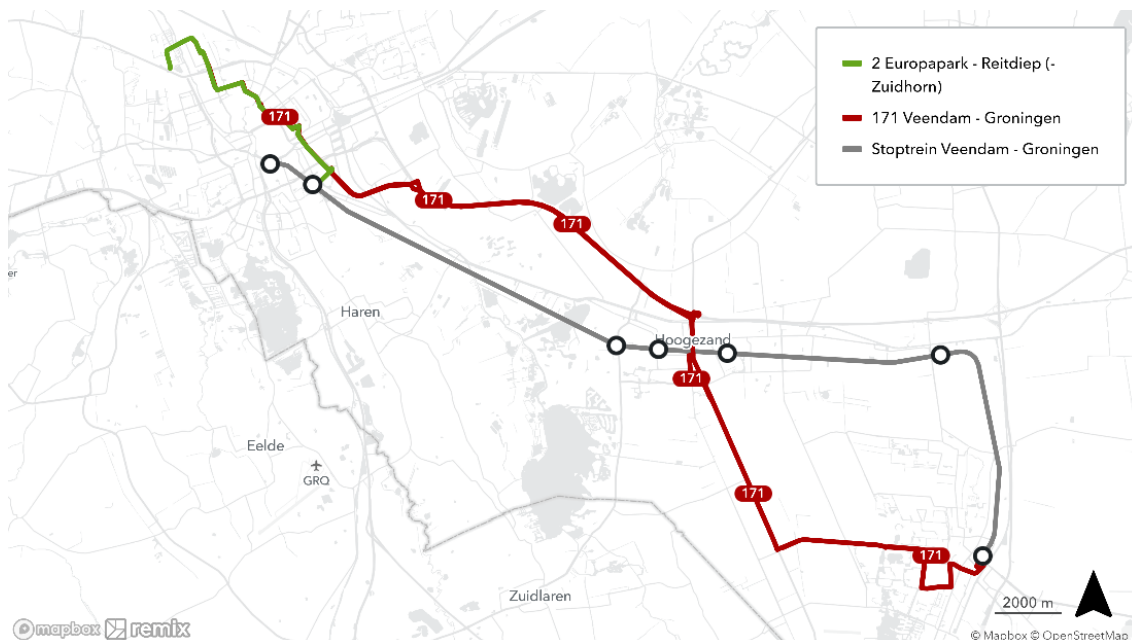 2 Europapark - Reitdiep (-
Zuidhorn)
171 Veendam - Groningen
Stoptrein Veendam - Groningen
171
171
171
Haren
Hoogezand
171
Eelde
GRQ
171
171
Zuidlaren
2000 m
mapbox remix
© Mapbox © OpenStreetMap